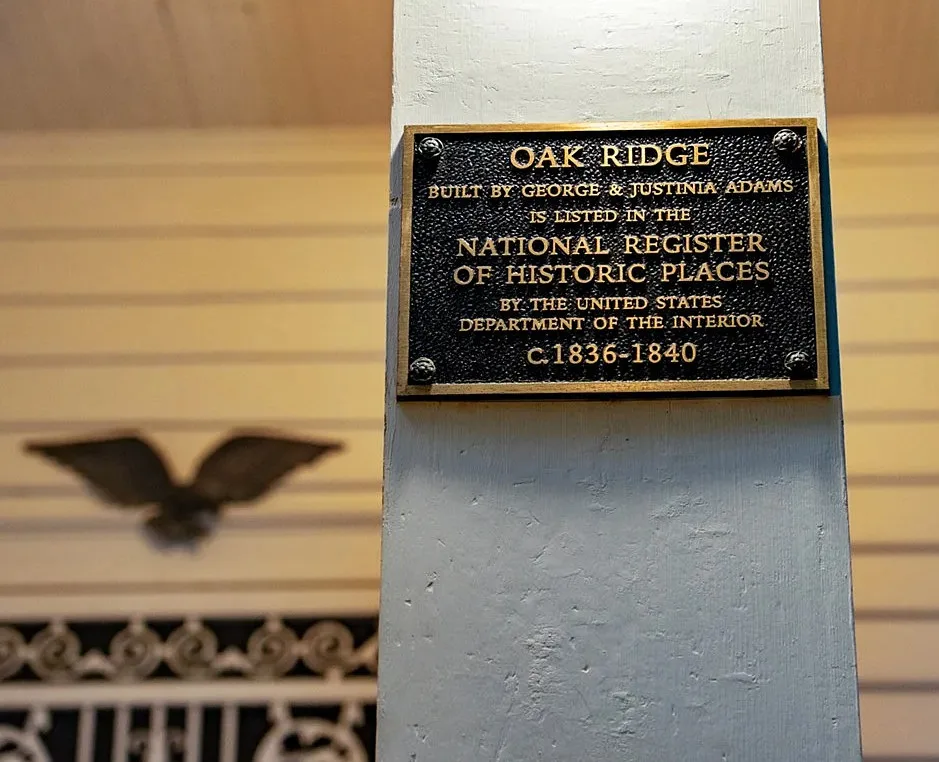 OAK RIDGE
BUILT BY GEORGE & JUSTINIA ADAMS
IS LISTED IN THE
NATIONAL REGISTER
OF HISTORIC PLACES
BY THE UNITED STATES
DEPARTMENT OF THE INTERIOR
C.1836-1840